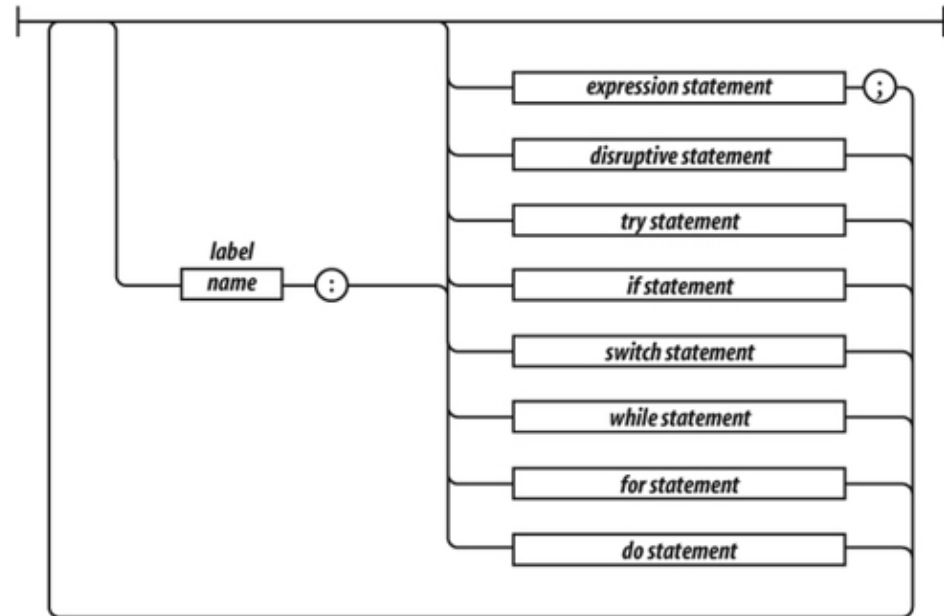 expression statement ;
disruptive statement
try statement
label
name : if statement
switch statement
while statement
for statement
do statement